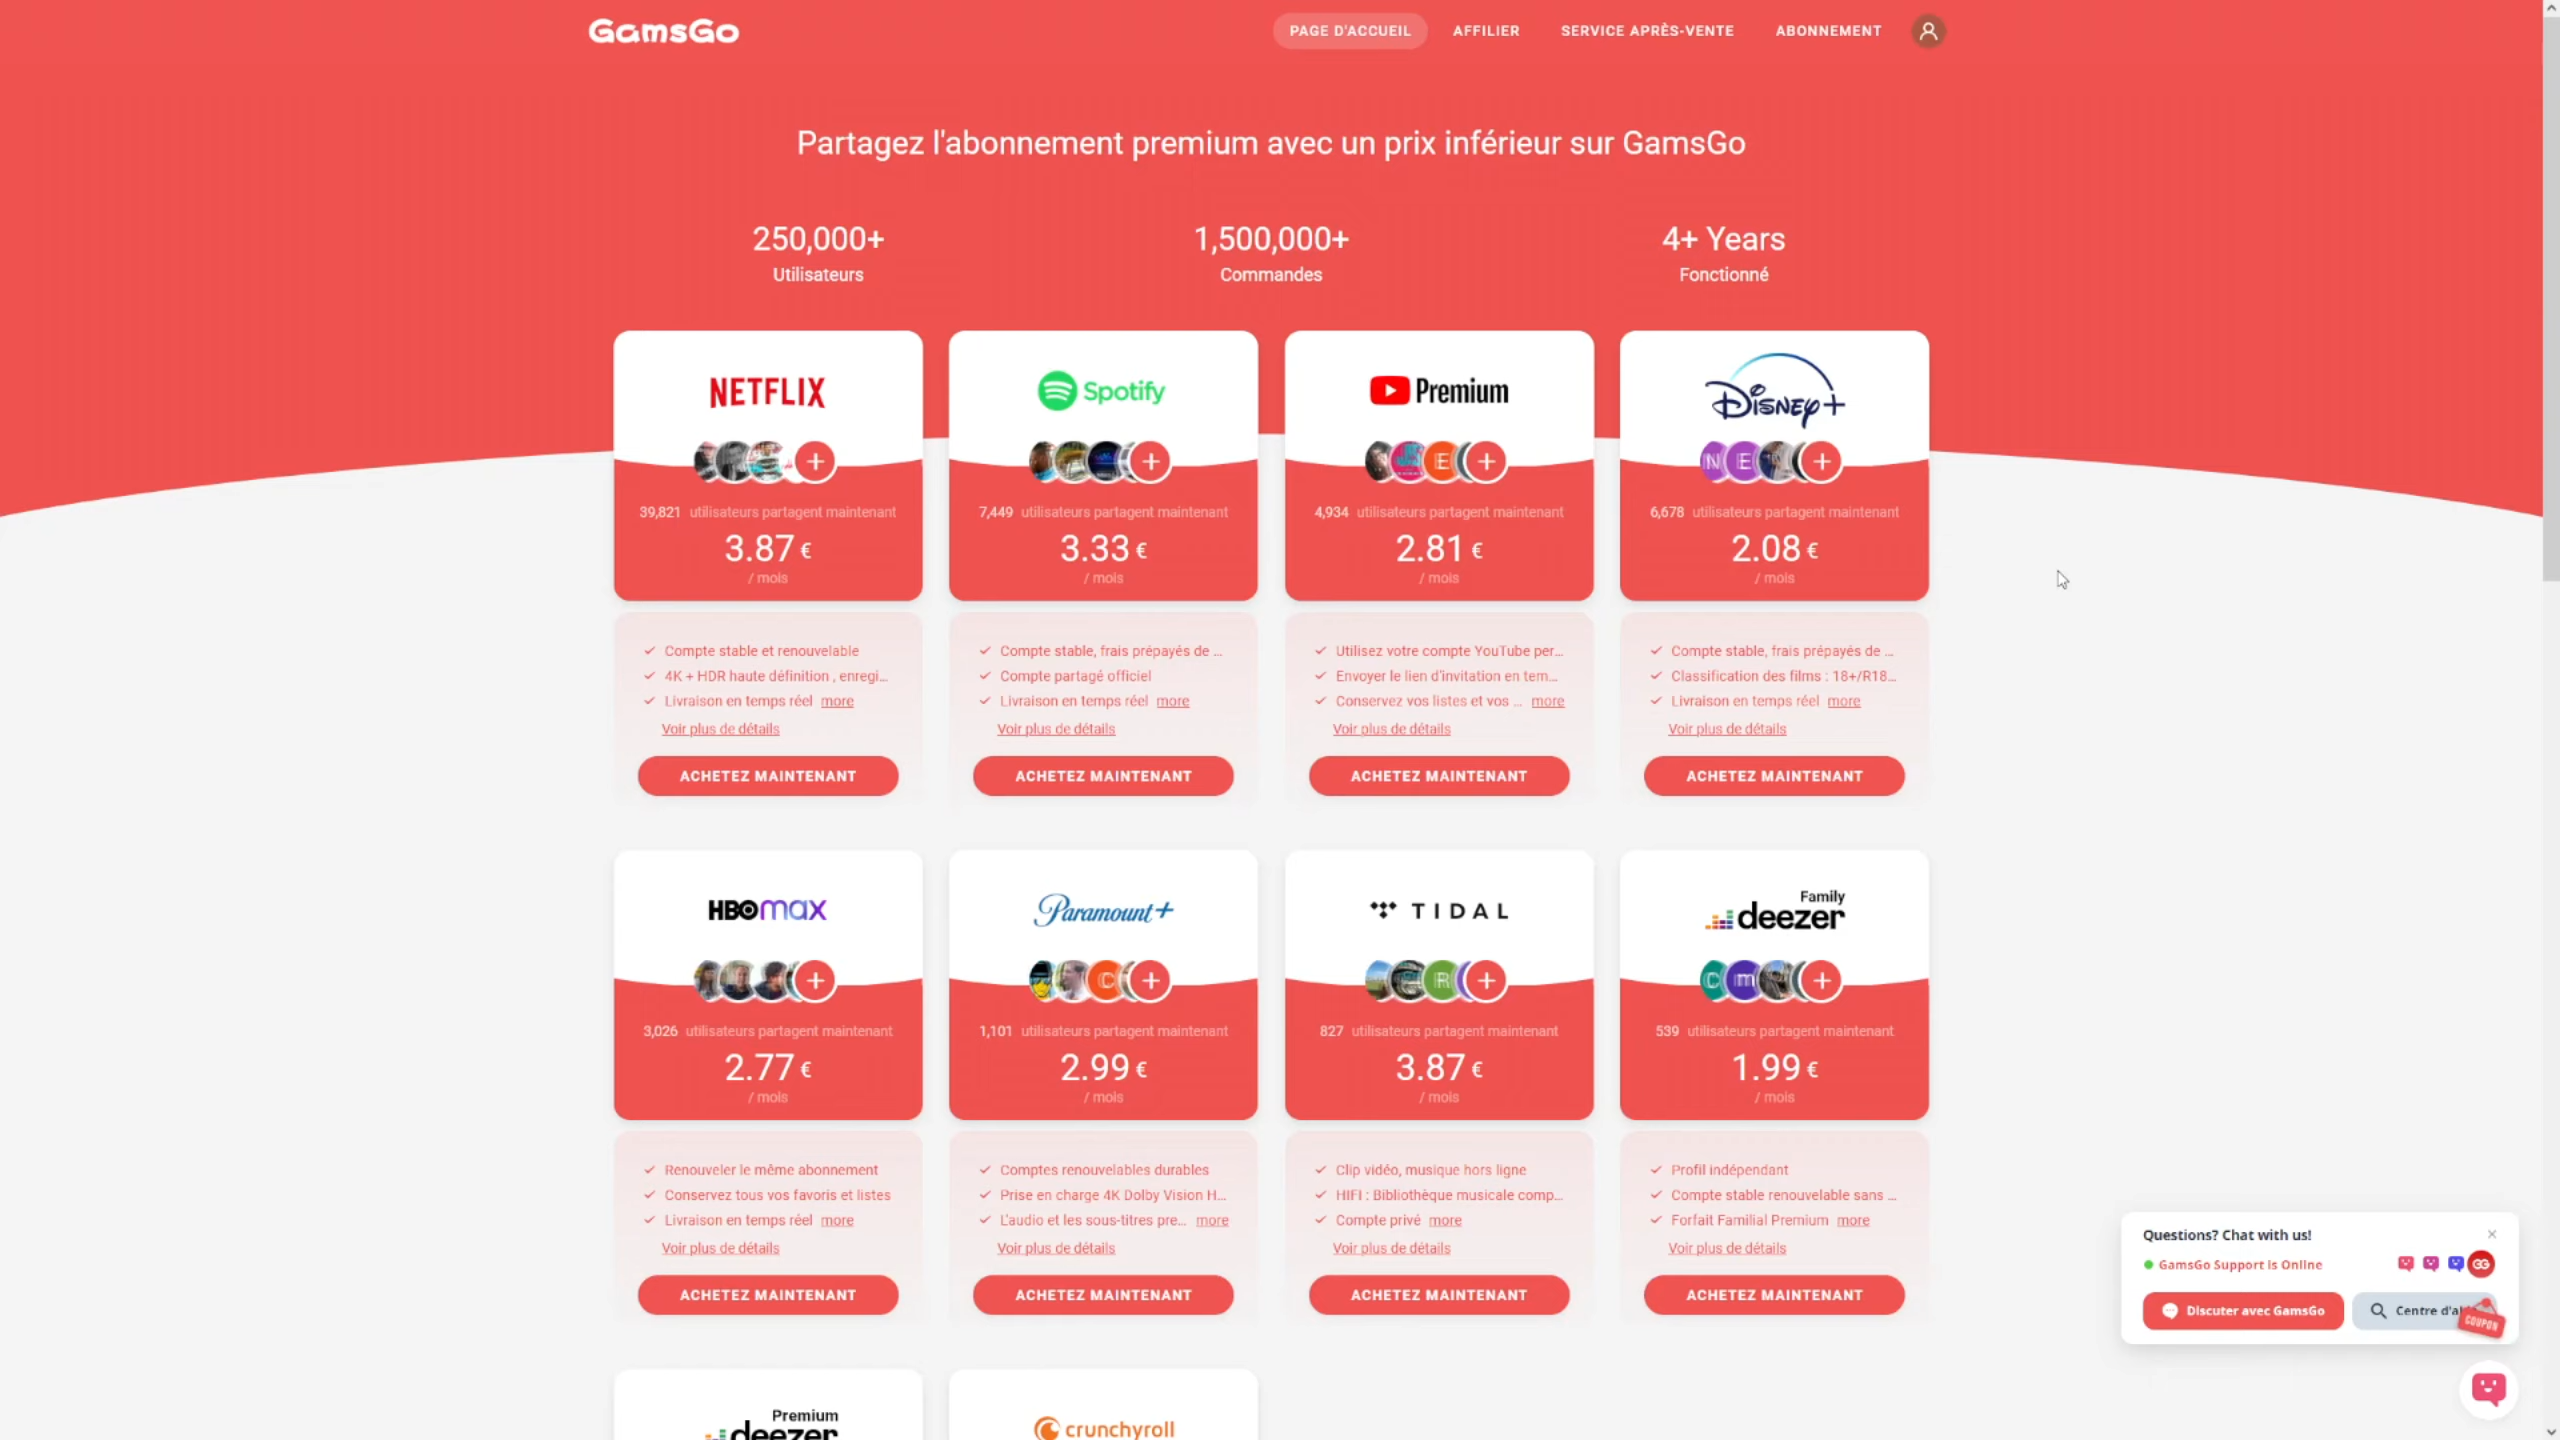 GamsGo
PAGE D'ACCUEIL AFFILIER SERVICE APRÈS-VENTE ABONNEMENT
Partagez l'abonnement premium avec un prix inférieur sur GamsGo
250,000+ 1,500,000+ 4+ Years
Utilisateurs Commandes Fonctionné
NETFLIX Spotify Premium Disney+
E N E
39,821 utilisateurs partagent maintenant 7,449 utilisateurs partagent maintenant 4,934 utilisateurs partagent maintenant 6,678 utilisateurs partagent maintenant
3.87 € 3.33 € 2.81 € 2.08 €
/ mois / mois / mois / mois
Compte stable et renouvelable Compte stable, frais prépayés de ... Utilisez votre compte YouTube per... Compte stable, frais prépayés de ...
4K + HDR haute définition , enregi... Compte partagé officiel Envoyer le lien d'invitation en tem... Classification des films : 18+/R18...
Livraison en temps réel more Livraison en temps réel more Conservez vos listes et vos ... more Livraison en temps réel more
Voir plus de détails Voir plus de détails Voir plus de détails Voir plus de détails
ACHETEZ MAINTENANT ACHETEZ MAINTENANT ACHETEZ MAINTENANT ACHETEZ MAINTENANT
HBOmax Paramount+ TIDAL Family deezer
C R C m
3,026 utilisateurs partagent maintenant 1,101 utilisateurs partagent maintenant 827 utilisateurs partagent maintenant 539 utilisateurs partagent maintenant
2.77 € 2.99 € 3.87 € 1.99 €
/ mois / mois / mois / mois
Renouveler le même abonnement Comptes renouvelables durables Clip vidéo, musique hors ligne Profil indépendant
Conservez tous vos favoris et listes Prise en charge 4K Dolby Vision H... HIFI : Bibliothèque musicale comp... Compte stable renouvelable sans ...
Livraison en temps réel more L'audio et les sous-titres pre... more Compte privé more Forfait Familial Premium more
Voir plus de détails Voir plus de détails Voir plus de détails Voir plus de détails
ACHETEZ MAINTENANT ACHETEZ MAINTENANT ACHETEZ MAINTENANT ACHETEZ MAINTENANT
Premium deezer crunchyroll
Questions? Chat with us!
GamsGo Support is Online GG
Discuter avec GamsGo Centre d'a
COUPON